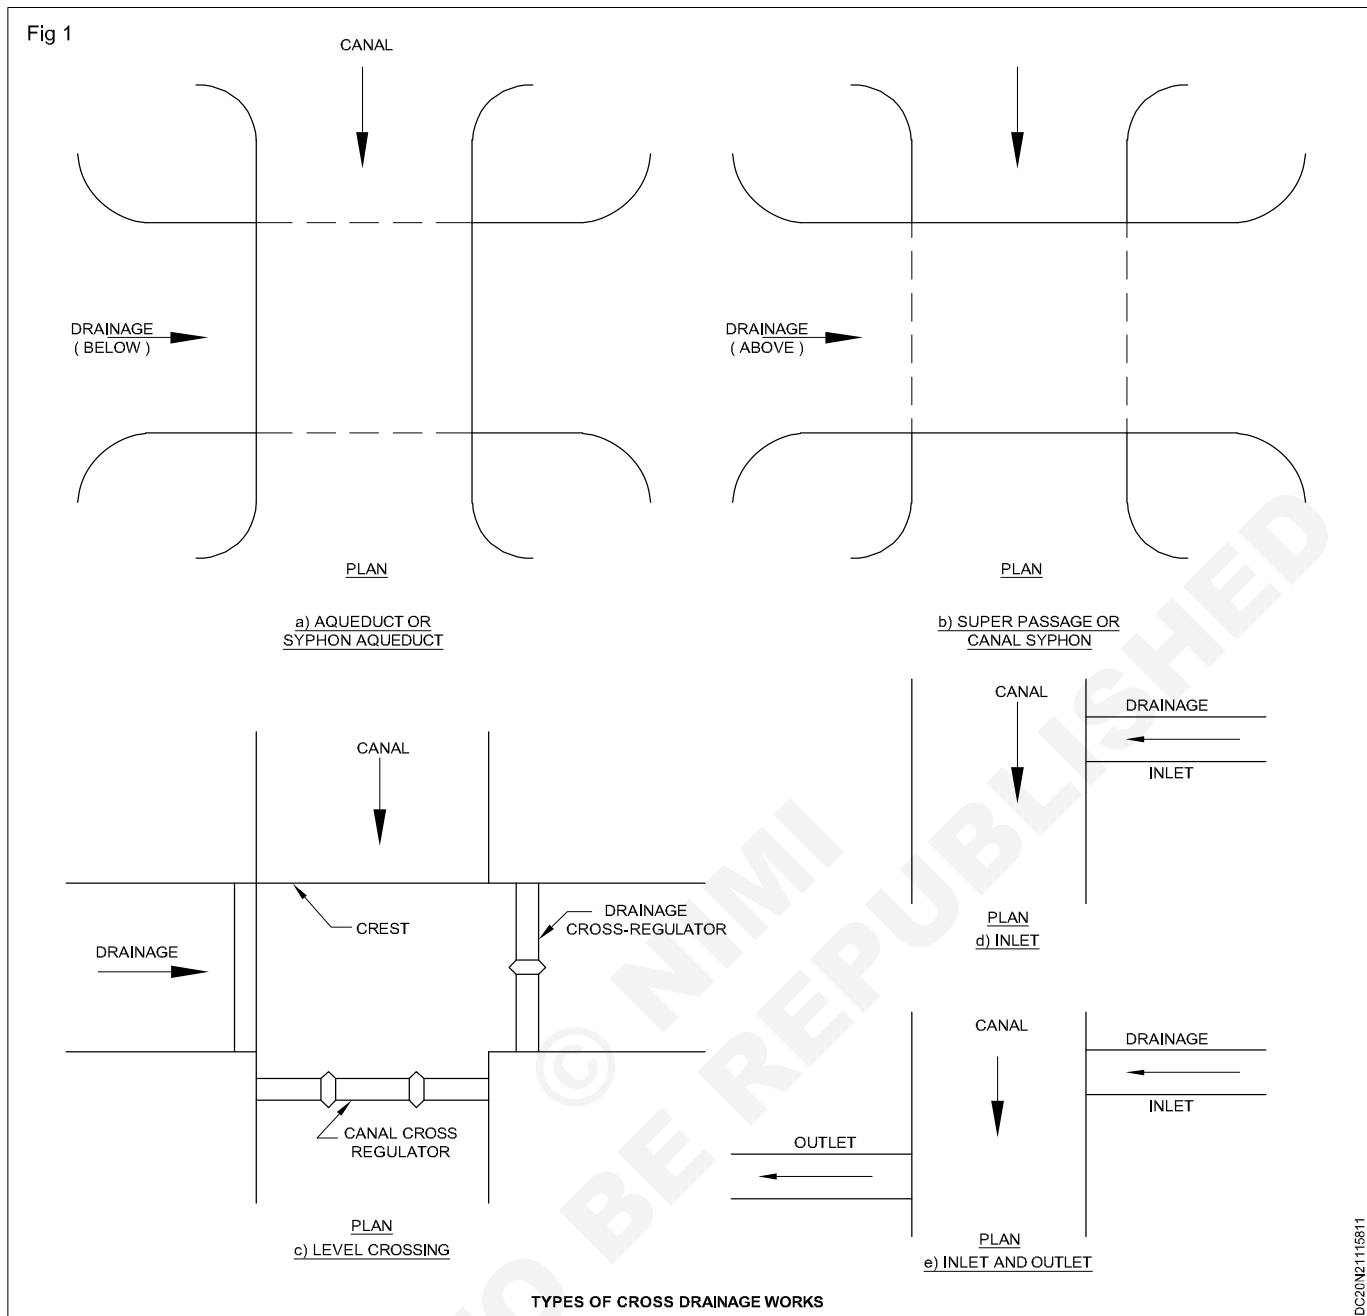 Fig 1
CANAL
DRAINAGE
( BELOW )
PLAN
a) AQUEDUCT OR
SYPHON AQUEDUCT
DRAINAGE
( ABOVE )
PLAN
b) SUPER PASSAGE OR
CANAL SYPHON
CANAL
CREST
DRAINAGE
DRAINAGE
CROSS-REGULATOR
CANAL CROSS
REGULATOR
PLAN
c) LEVEL CROSSING
CANAL
DRAINAGE
INLET
PLAN
d) INLET
CANAL
DRAINAGE
INLET
OUTLET
PLAN
e) INLET AND OUTLET
TYPES OF CROSS DRAINAGE WORKS
DC20N21115811
© NIMI
TO BE REPUBLISHED